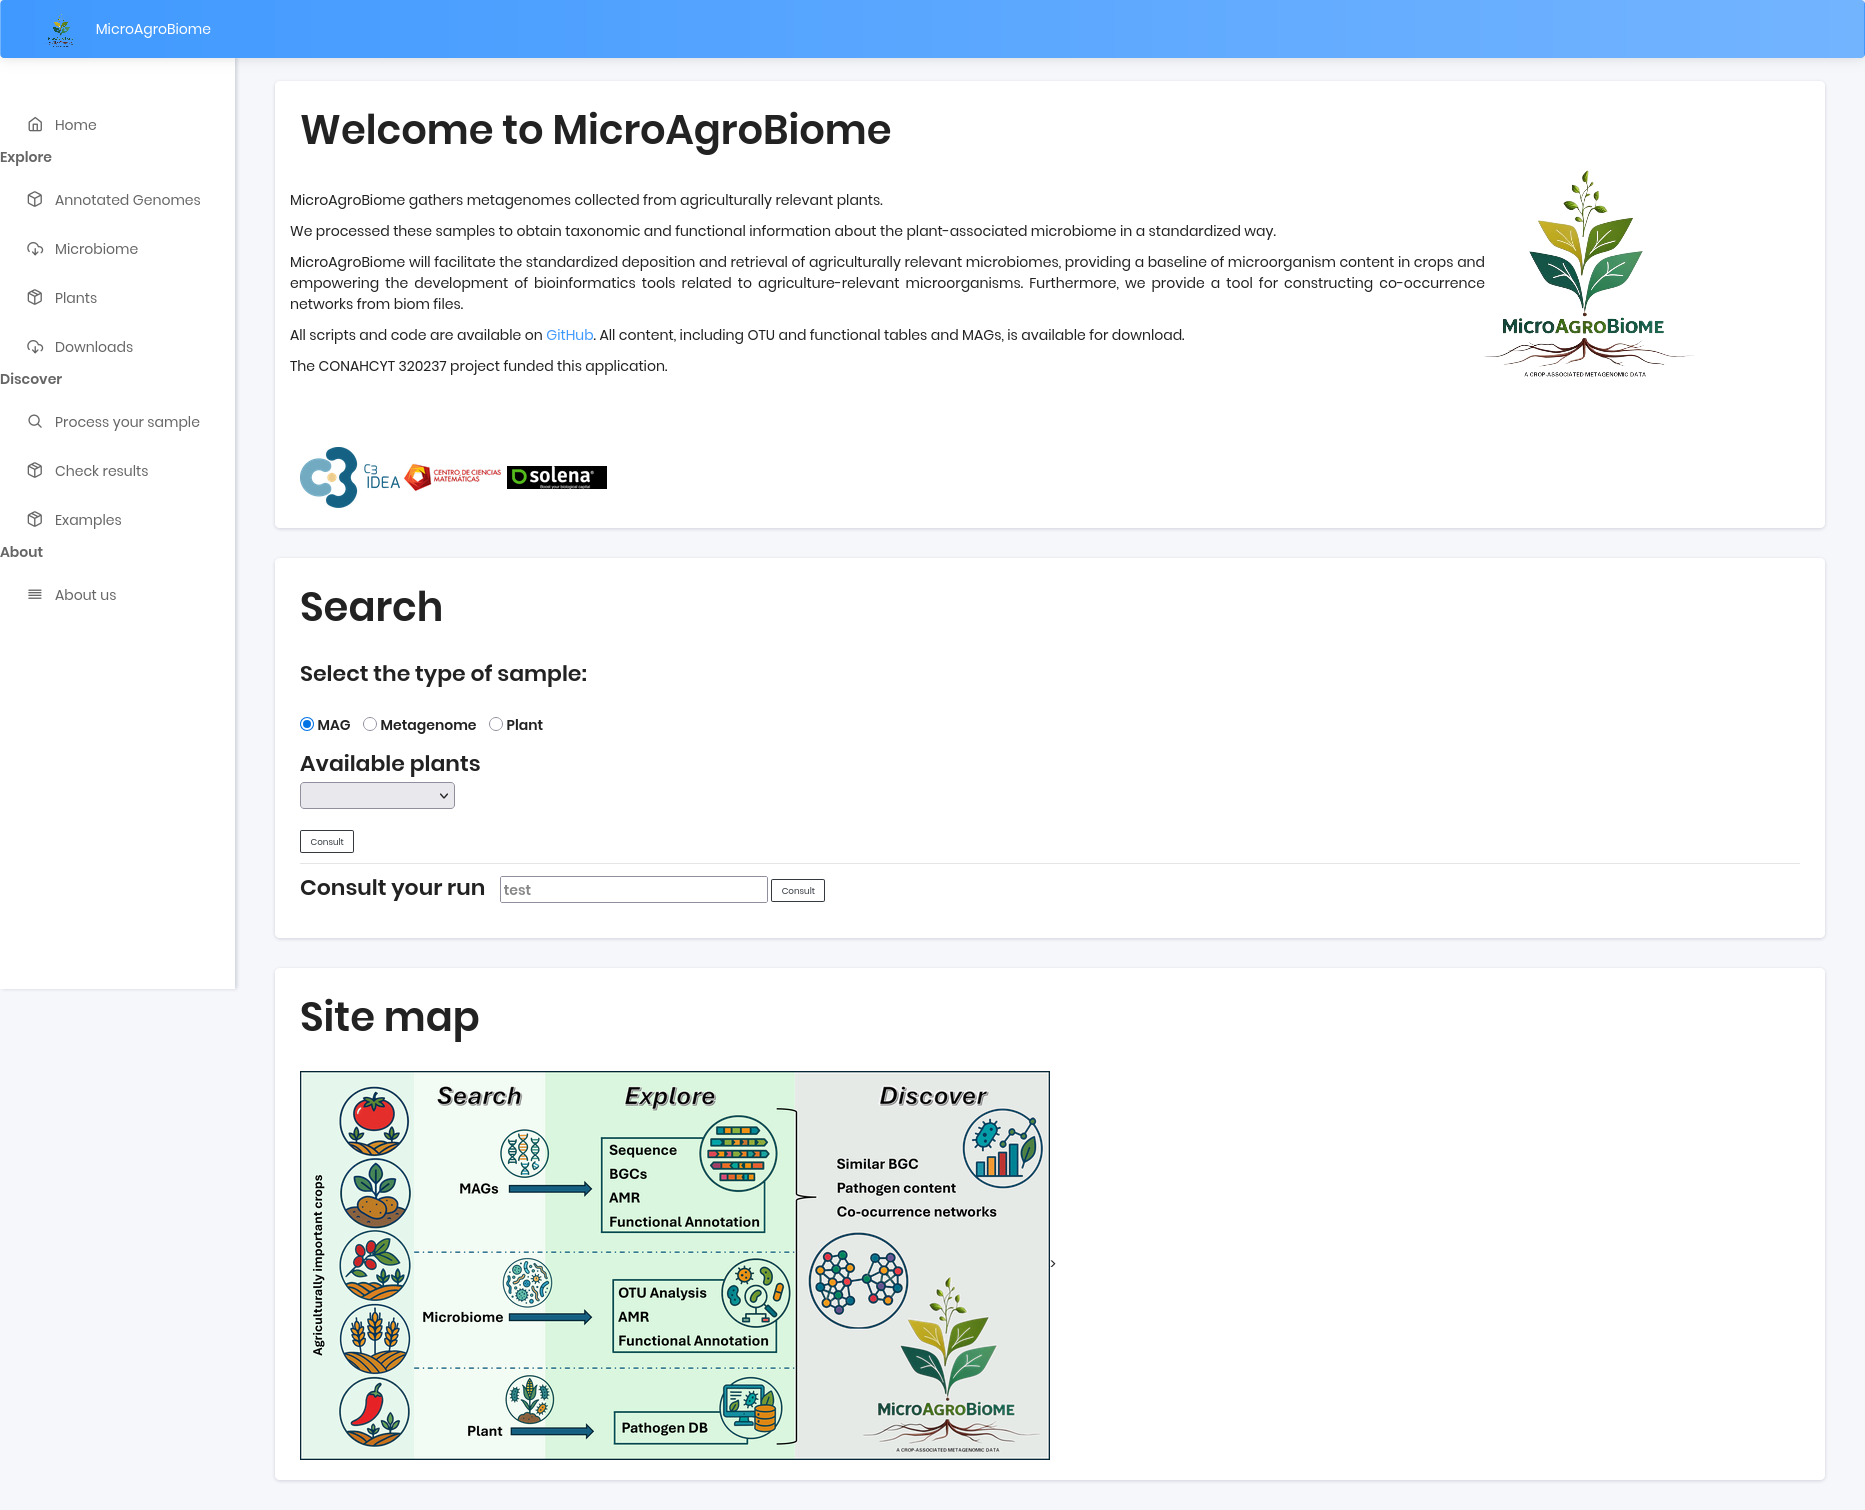 MicroAgroBiome
Home
Explore
Annotated Genomes
Microbiome
Plants
Downloads
Discover
Process your sample
Check results
Examples
About
About us
Welcome to MicroAgroBiome
MicroAgroBiome gathers metagenomes collected from agriculturally relevant plants.
We processed these samples to obtain taxonomic and functional information about the plant-associated microbiome in a standardized way.
MicroAgroBiome will facilitate the standardized deposition and retrieval of agriculturally relevant microbiomes, providing a baseline of microorganism content in crops and
empowering the development of bioinformatics tools related to agriculture-relevant microorganisms. Furthermore, we provide a tool for constructing co-occurrence
networks from biom files.
All scripts and code are available on GitHub. All content, including OTU and functional tables and MAGs, is available for download.
The CONAHCYT 320237 project funded this application.
MicroAgroBiome
A CROP-ASSOCIATED METAGENOMIC DATA
C3
C3
IDEA
CENTRO DE CIENCIAS
MATEMÁTICAS
solena
Boost your biological capital
Search
Select the type of sample:
MAG Metagenome Plant
Available plants
Consult
Consult your run test Consult
Site map
Search Explore Discover
Agriculturally important crops
MAGs
Sequence
BGCs
AMR
Functional Annotation
Similar BGC
Pathogen content
Co-ocurrence networks
Microbiome
OTU Analysis
AMR
Functional Annotation
Plant
Pathogen DB
MicroAgroBiome
A CROP-ASSOCIATED METAGENOMIC DATA
>